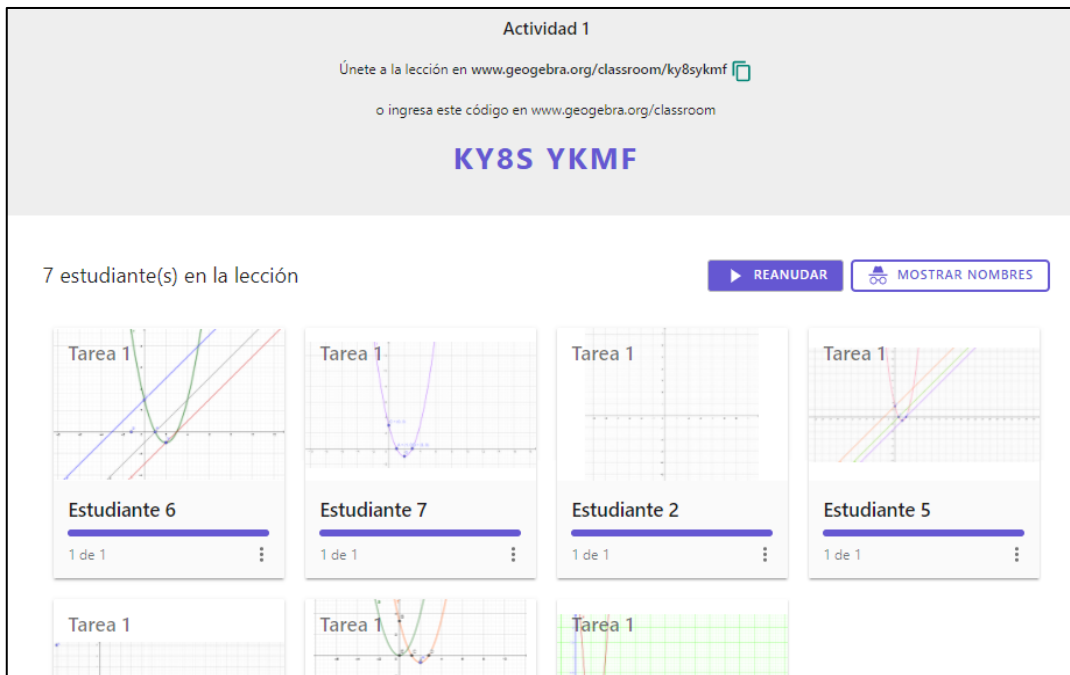 Actividad 1
Únete a la lección en www.geogebra.org/classroom/ky8sykmf
o ingresa este código en www.geogebra.org/classroom
KY8S YKMF
7 estudiante(s) en la lección
REANUDAR
MOSTRAR NOMBRES
Tarea 1
Tarea 1
Tarea 1
Tarea 1
Estudiante 6
Estudiante 7
Estudiante 2
Estudiante 5
1 de 1
1 de 1
1 de 1
1 de 1
Tarea 1
Tarea 1
Tarea 1